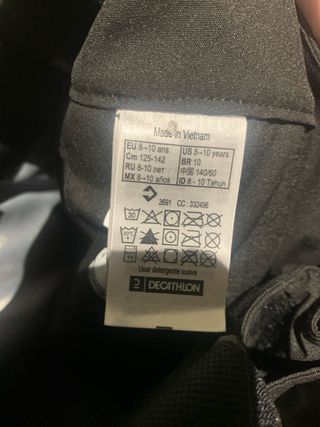 Made in Vietnam
EU 8-10 ans
US 8-10 years
Cm 125-142
BR 10
RU 8-10 лет
中国 140/60
MX 8-10 años
ID 8 - 10 Tahun
3691 CC : 332496
30
Usar detergente suave
DECATHLON